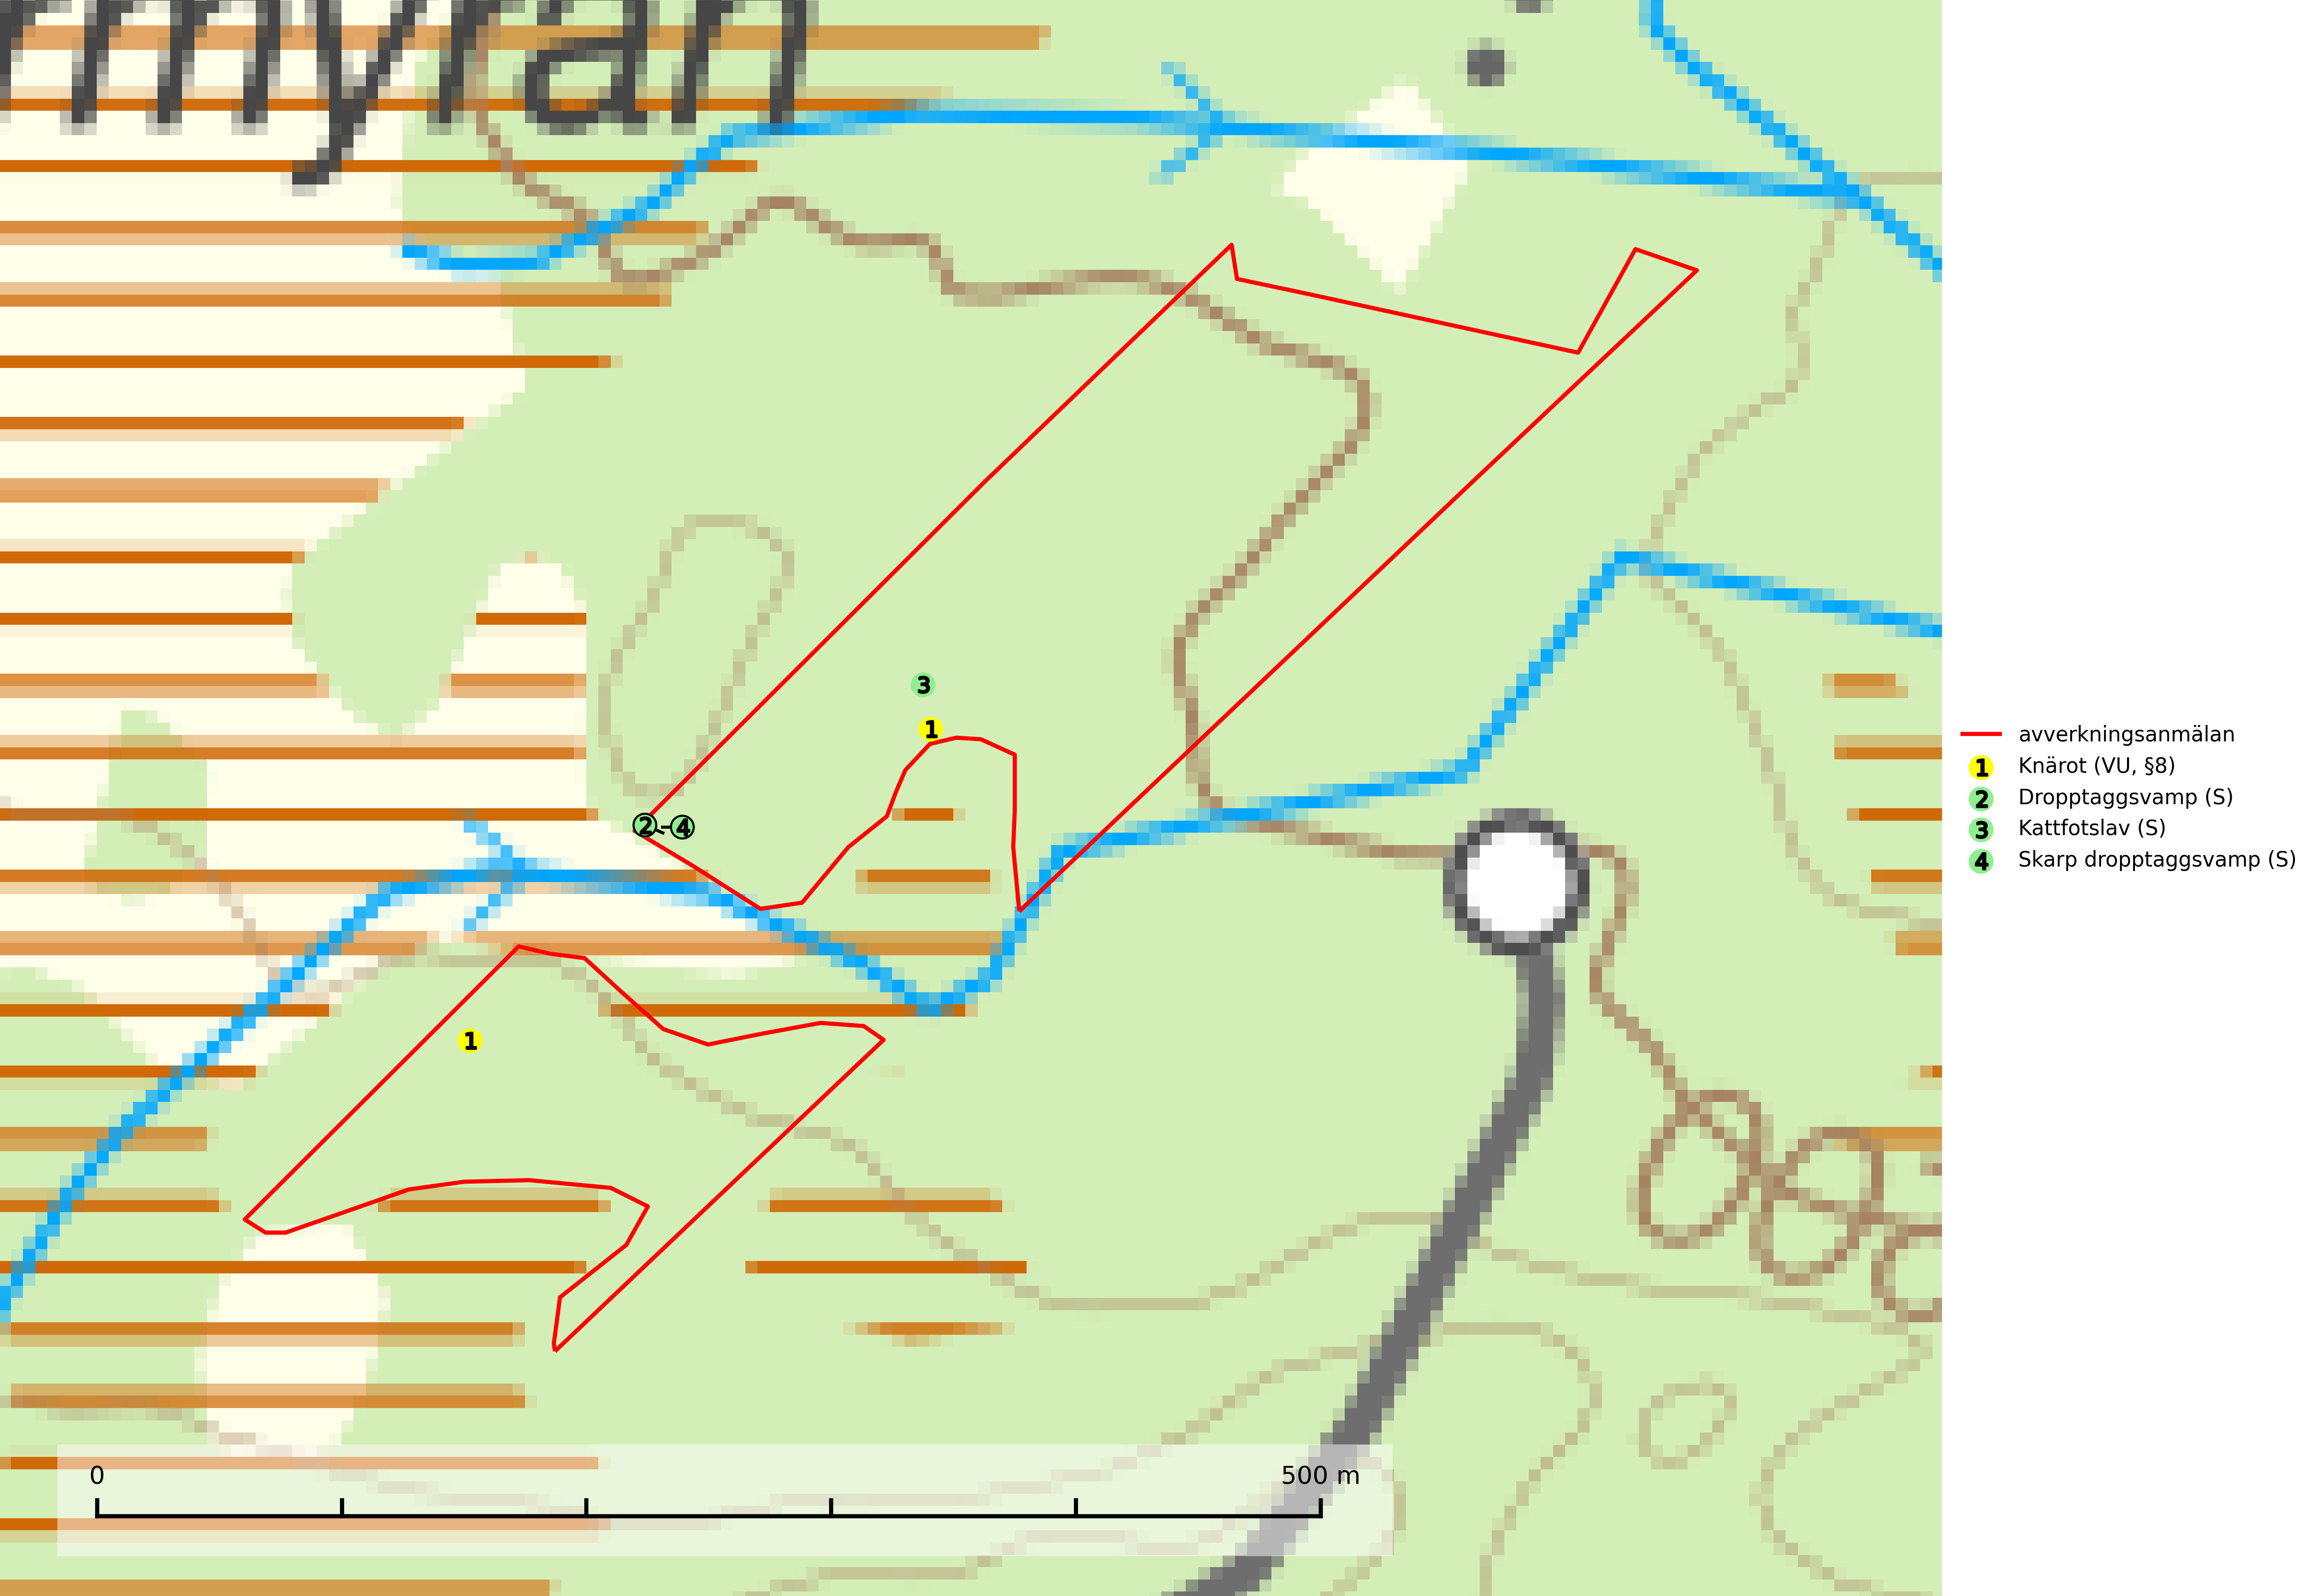 myran
3
1
2
4
1
avverkningsanmälan
1 Knärot (VU, §8)
2 Dropptaggsvamp (S)
3 Kattfotslav (S)
4 Skarp dropptaggsvamp (S)
0 500 m